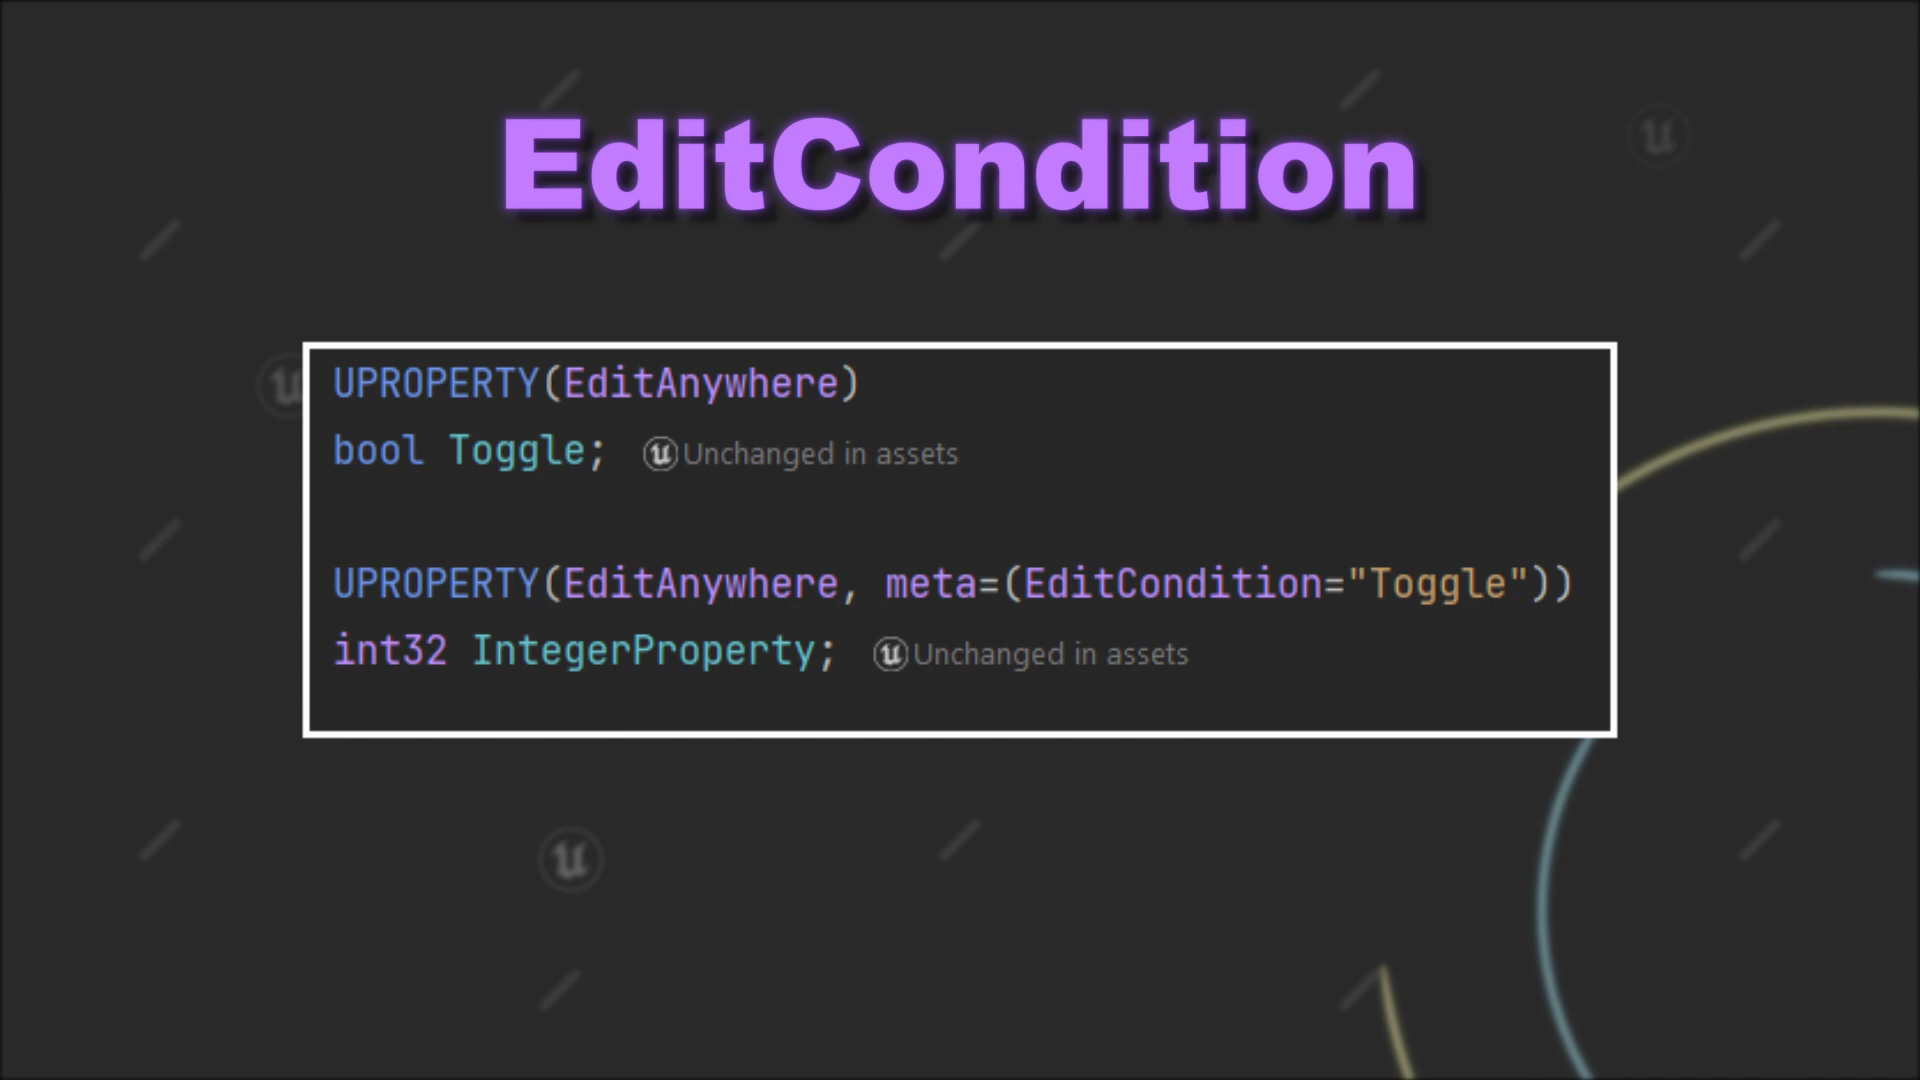 EditCondition
UPROPERTY(EditAnywhere)
bool Toggle; Unchanged in assets
UPROPERTY(EditAnywhere, meta=(EditCondition="Toggle"))
int32 IntegerProperty; Unchanged in assets